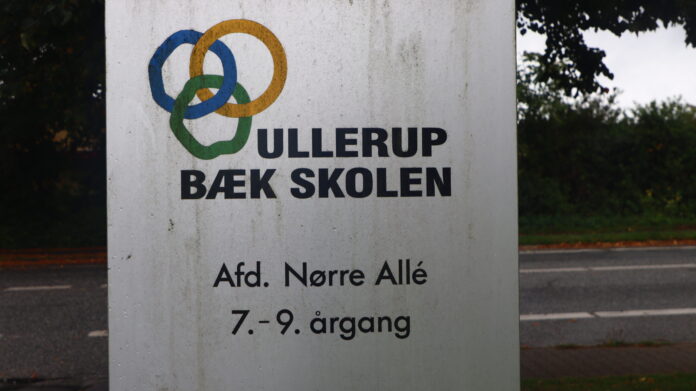 ULLERUP
BÆK SKOLEN
Afd. Nørre Allé
7.-9. årgang